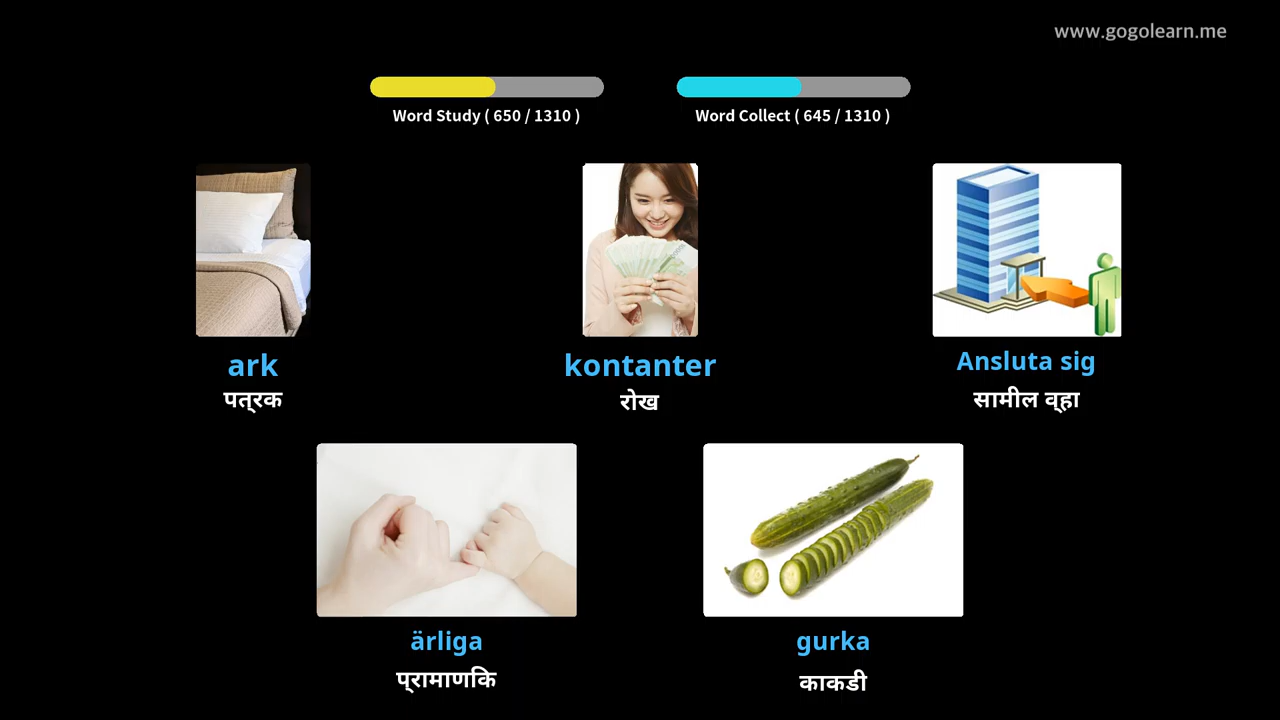 www.gogolearn.me
Word Study ( 650 / 1310 )
Word Collect ( 645 / 1310 )
ark
पत्‌रक
kontanter
रोख
Ansluta sig
सामील व्‌हा
ärliga
प्‌रामाणकि
gurka
काकडी